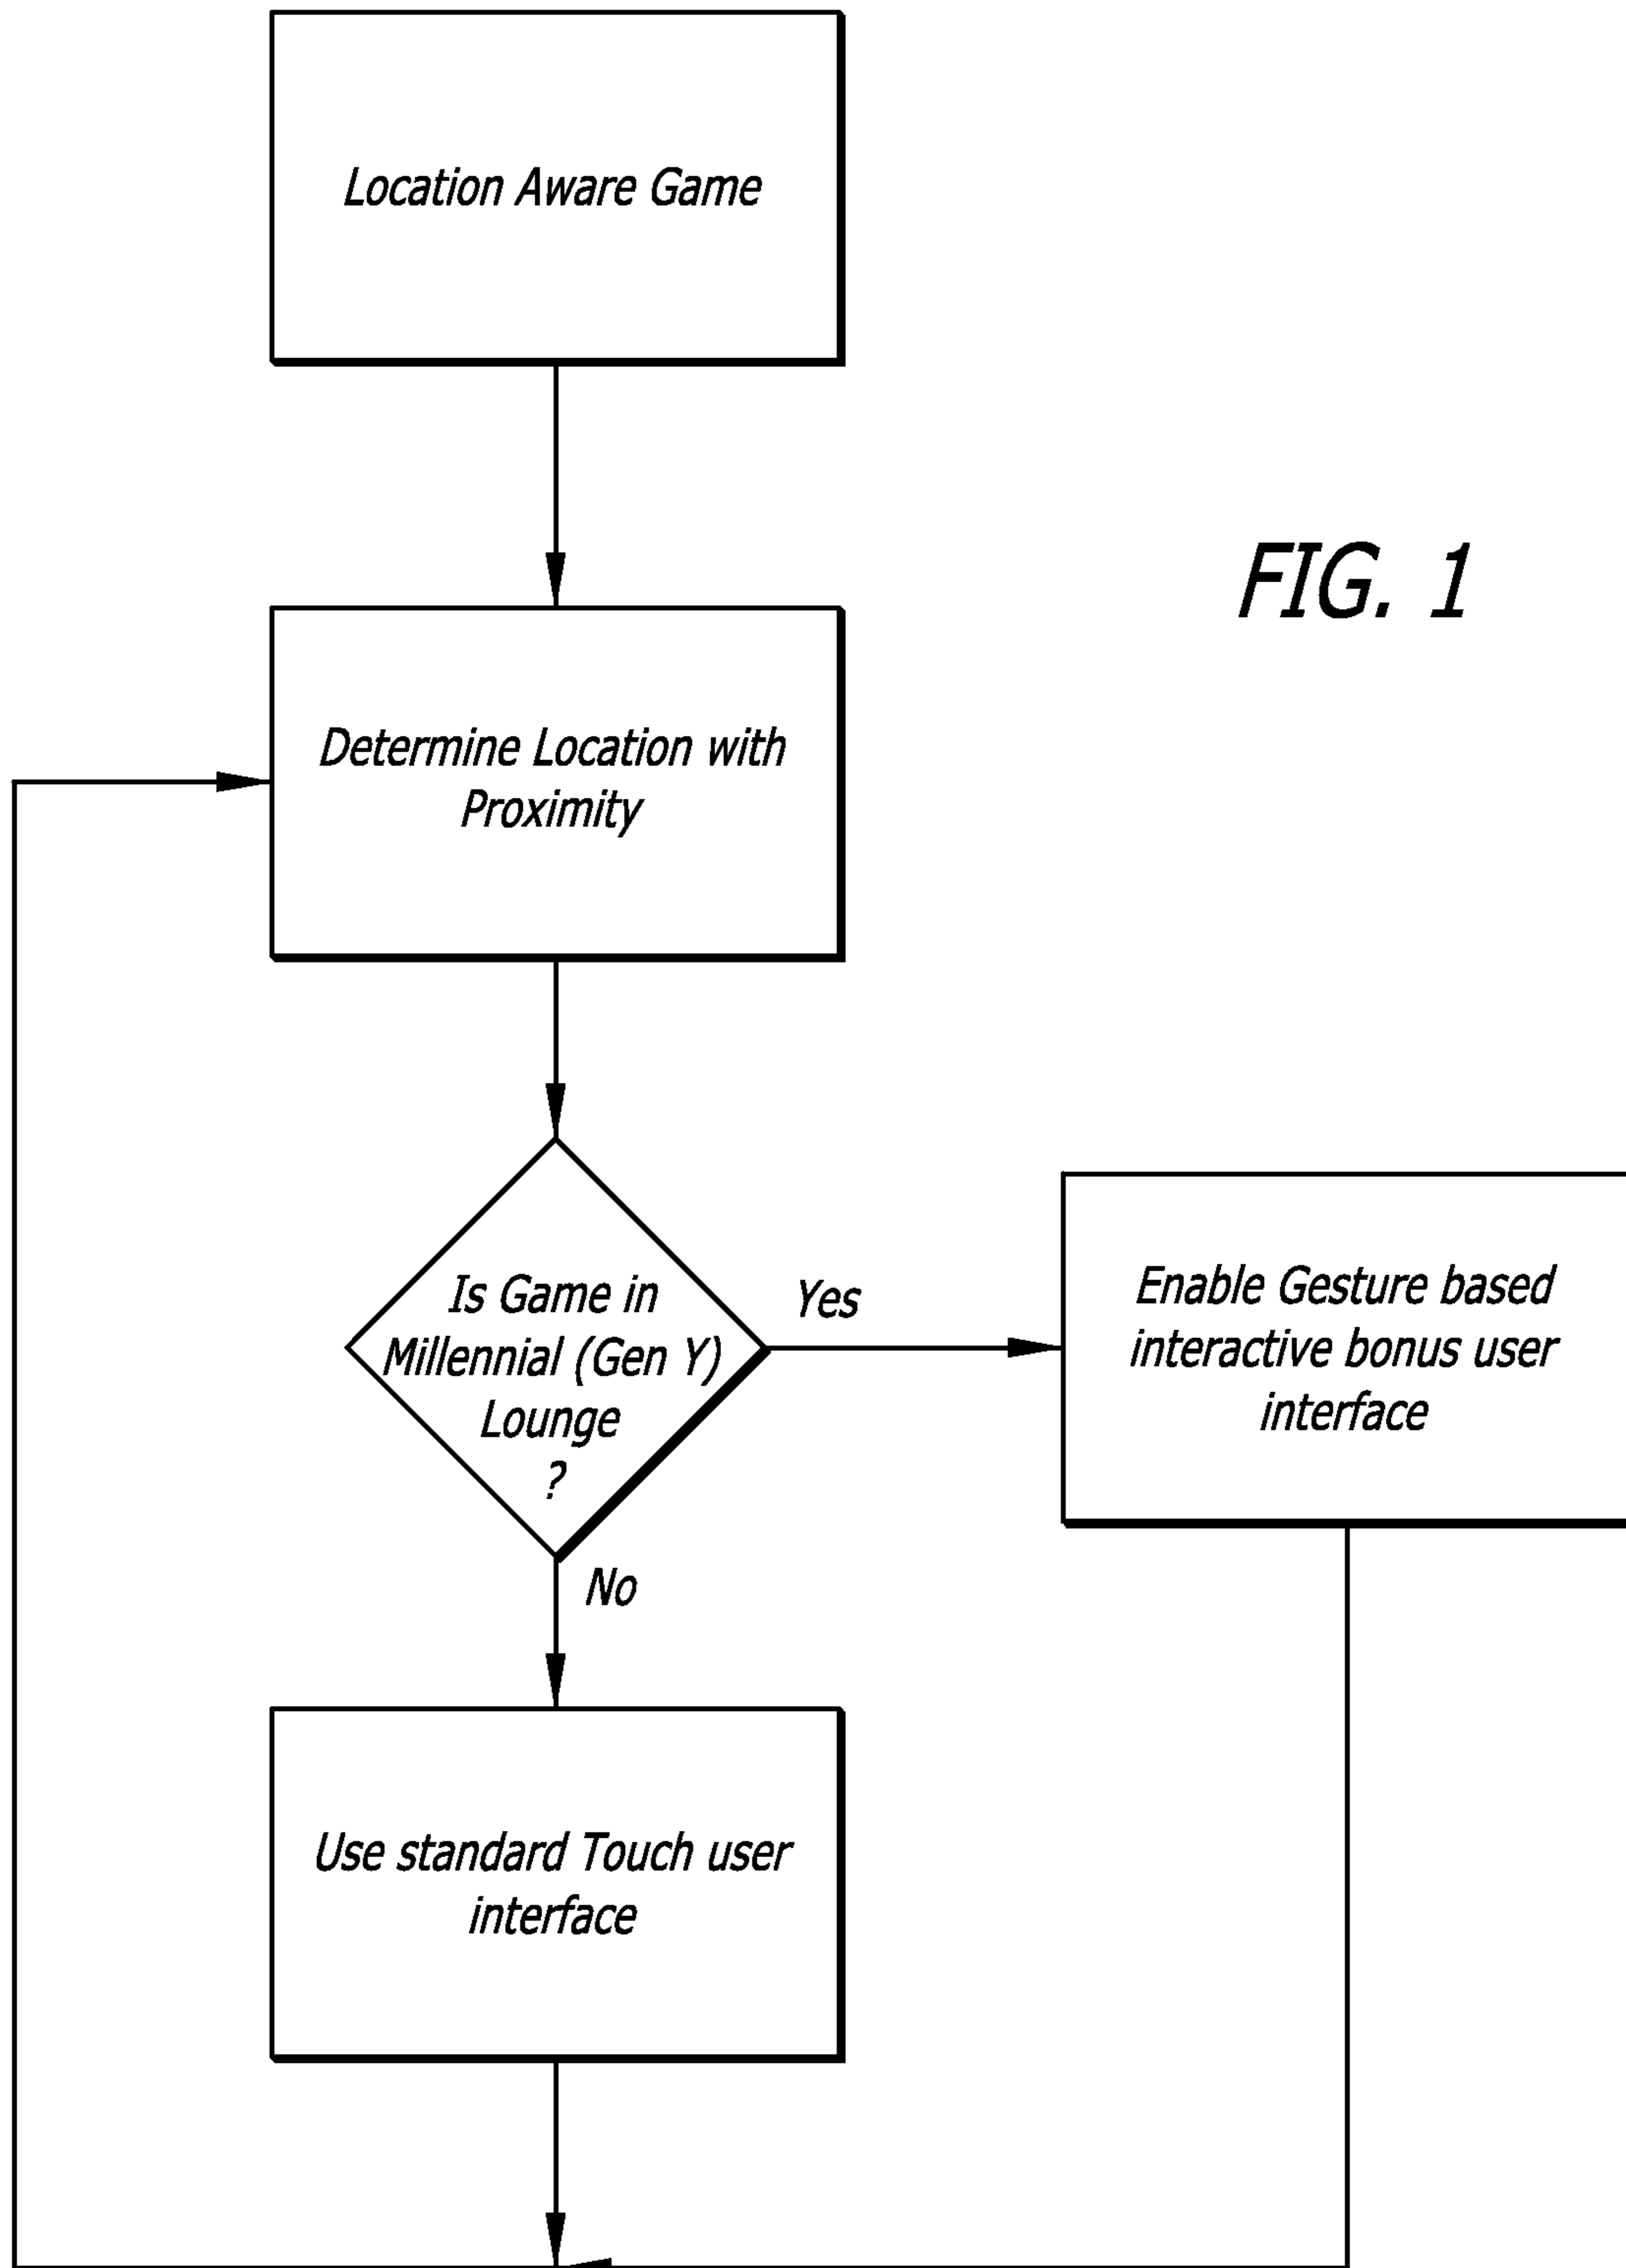 Location Aware Game
FIG. 1
Determine Location with
Proximity
Is Game in
Millennial (Gen Y)
Lounge
?
Yes
Enable Gesture based
interactive bonus user
interface
No
Use standard Touch user
interface